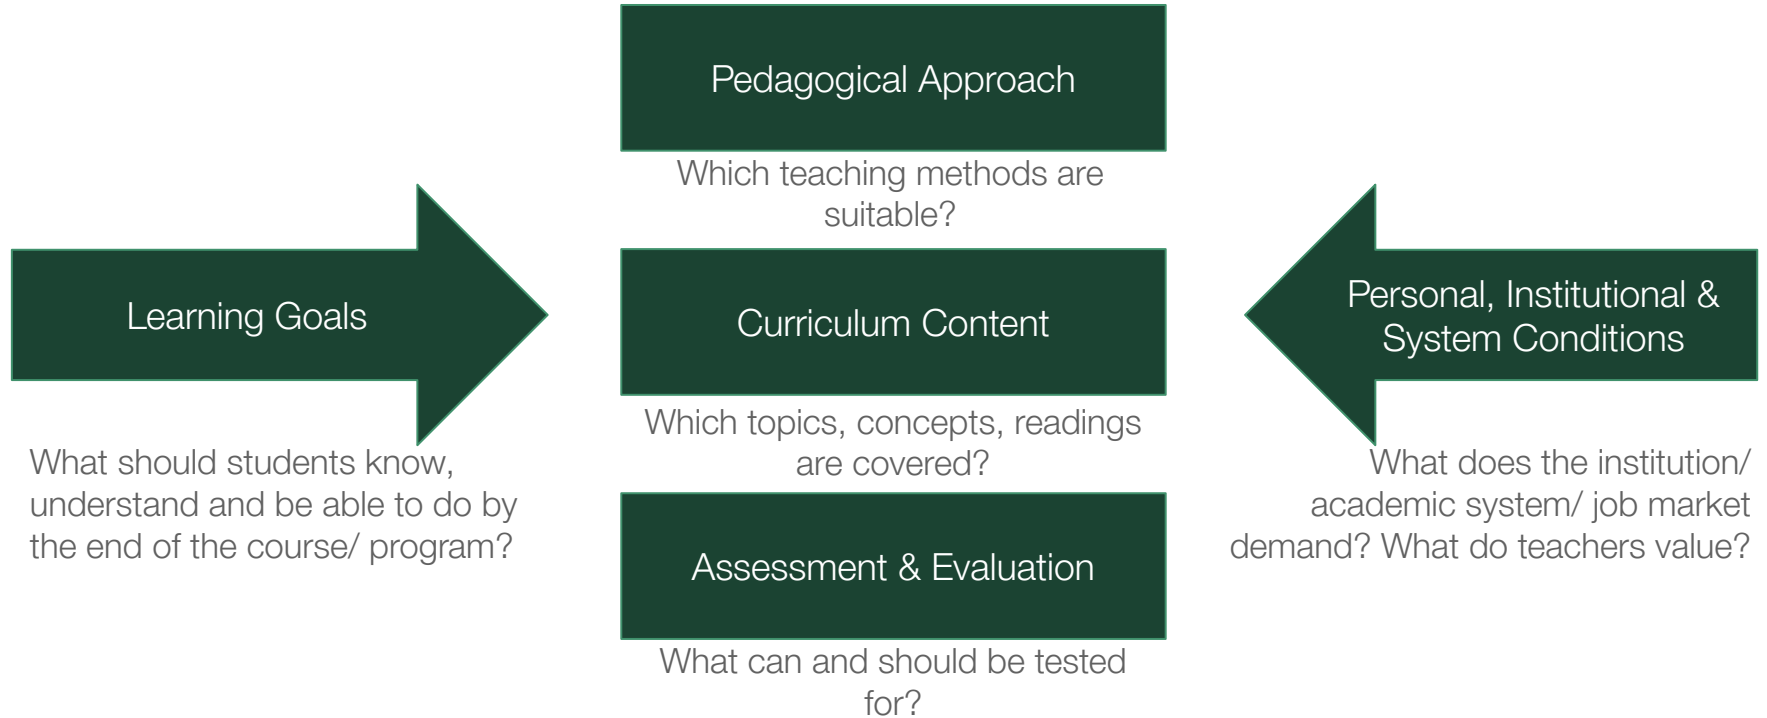 Pedagogical Approach
Which teaching methods are
suitable?
Learning Goals
What should students know,
understand and be able to do by
the end of the course/ program?
Curriculum Content
Which topics, concepts, readings
are covered?
Personal, Institutional &
System Conditions
What does the institution/
academic system/ job market
demand? What do teachers value?
Assessment & Evaluation
What can and should be tested
for?